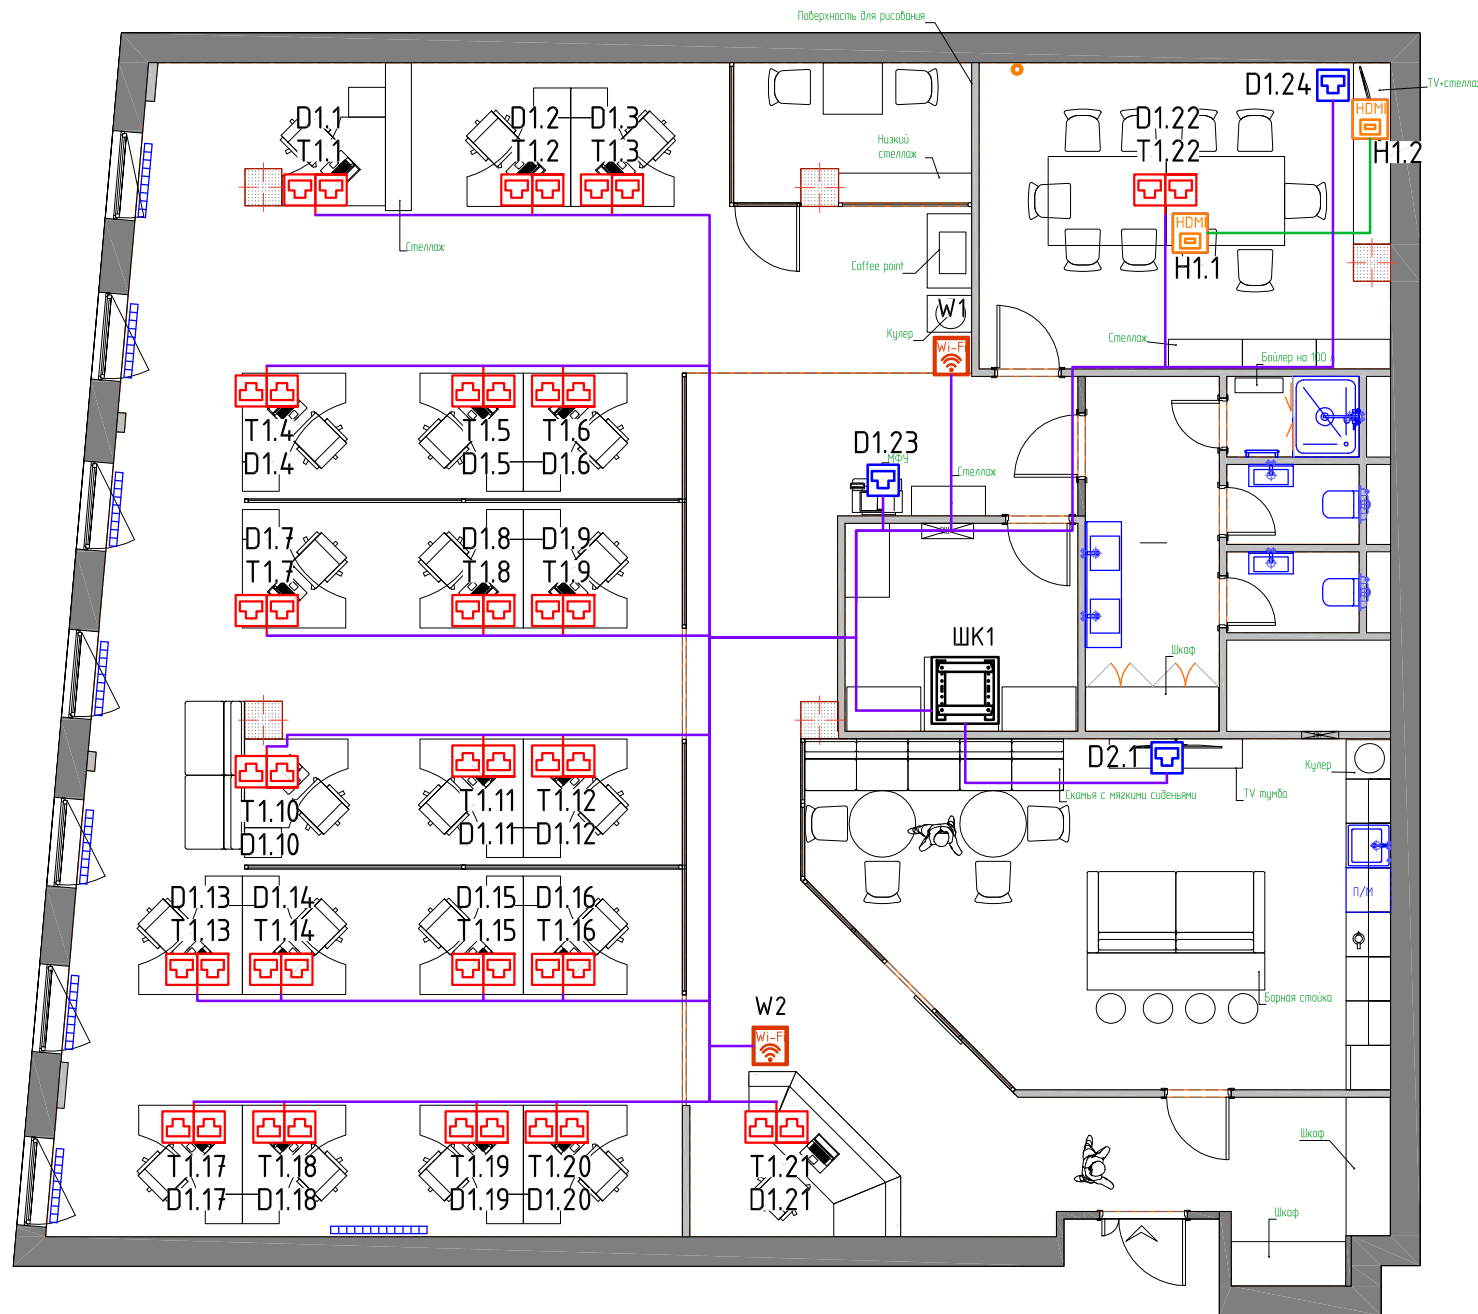 Поверхность для рисования
D1.24
TV+стеллаж
HDMI
H1.2
D1.1
T1.1
D1.2
T1.2
D1.3
T1.3
D1.22
T1.22
Низкий
стеллаж
HDMI
H1.1
Стеллаж
Coffee point
W1
Кулер
Wi-Fi
Стеллаж
Бойлер на 100 л
T1.4
D1.4
T1.5
D1.5
T1.6
D1.6
D1.23
МФУ
Стеллаж
D1.7
T1.7
D1.8
T1.8
D1.9
T1.9
ШК1
Шкаф
D2.1
Кулер
TV тумба
Скамья с мягкими сиденьями
T1.10
D1.10
T1.11
D1.11
T1.12
D1.12
П/М
D1.13
T1.13
D1.14
T1.14
D1.15
T1.15
D1.16
T1.16
Барная стойка
W2
Wi-Fi
T1.17
D1.17
T1.18
D1.18
T1.19
D1.19
T1.20
D1.20
T1.21
D1.21
Шкаф
Шкаф